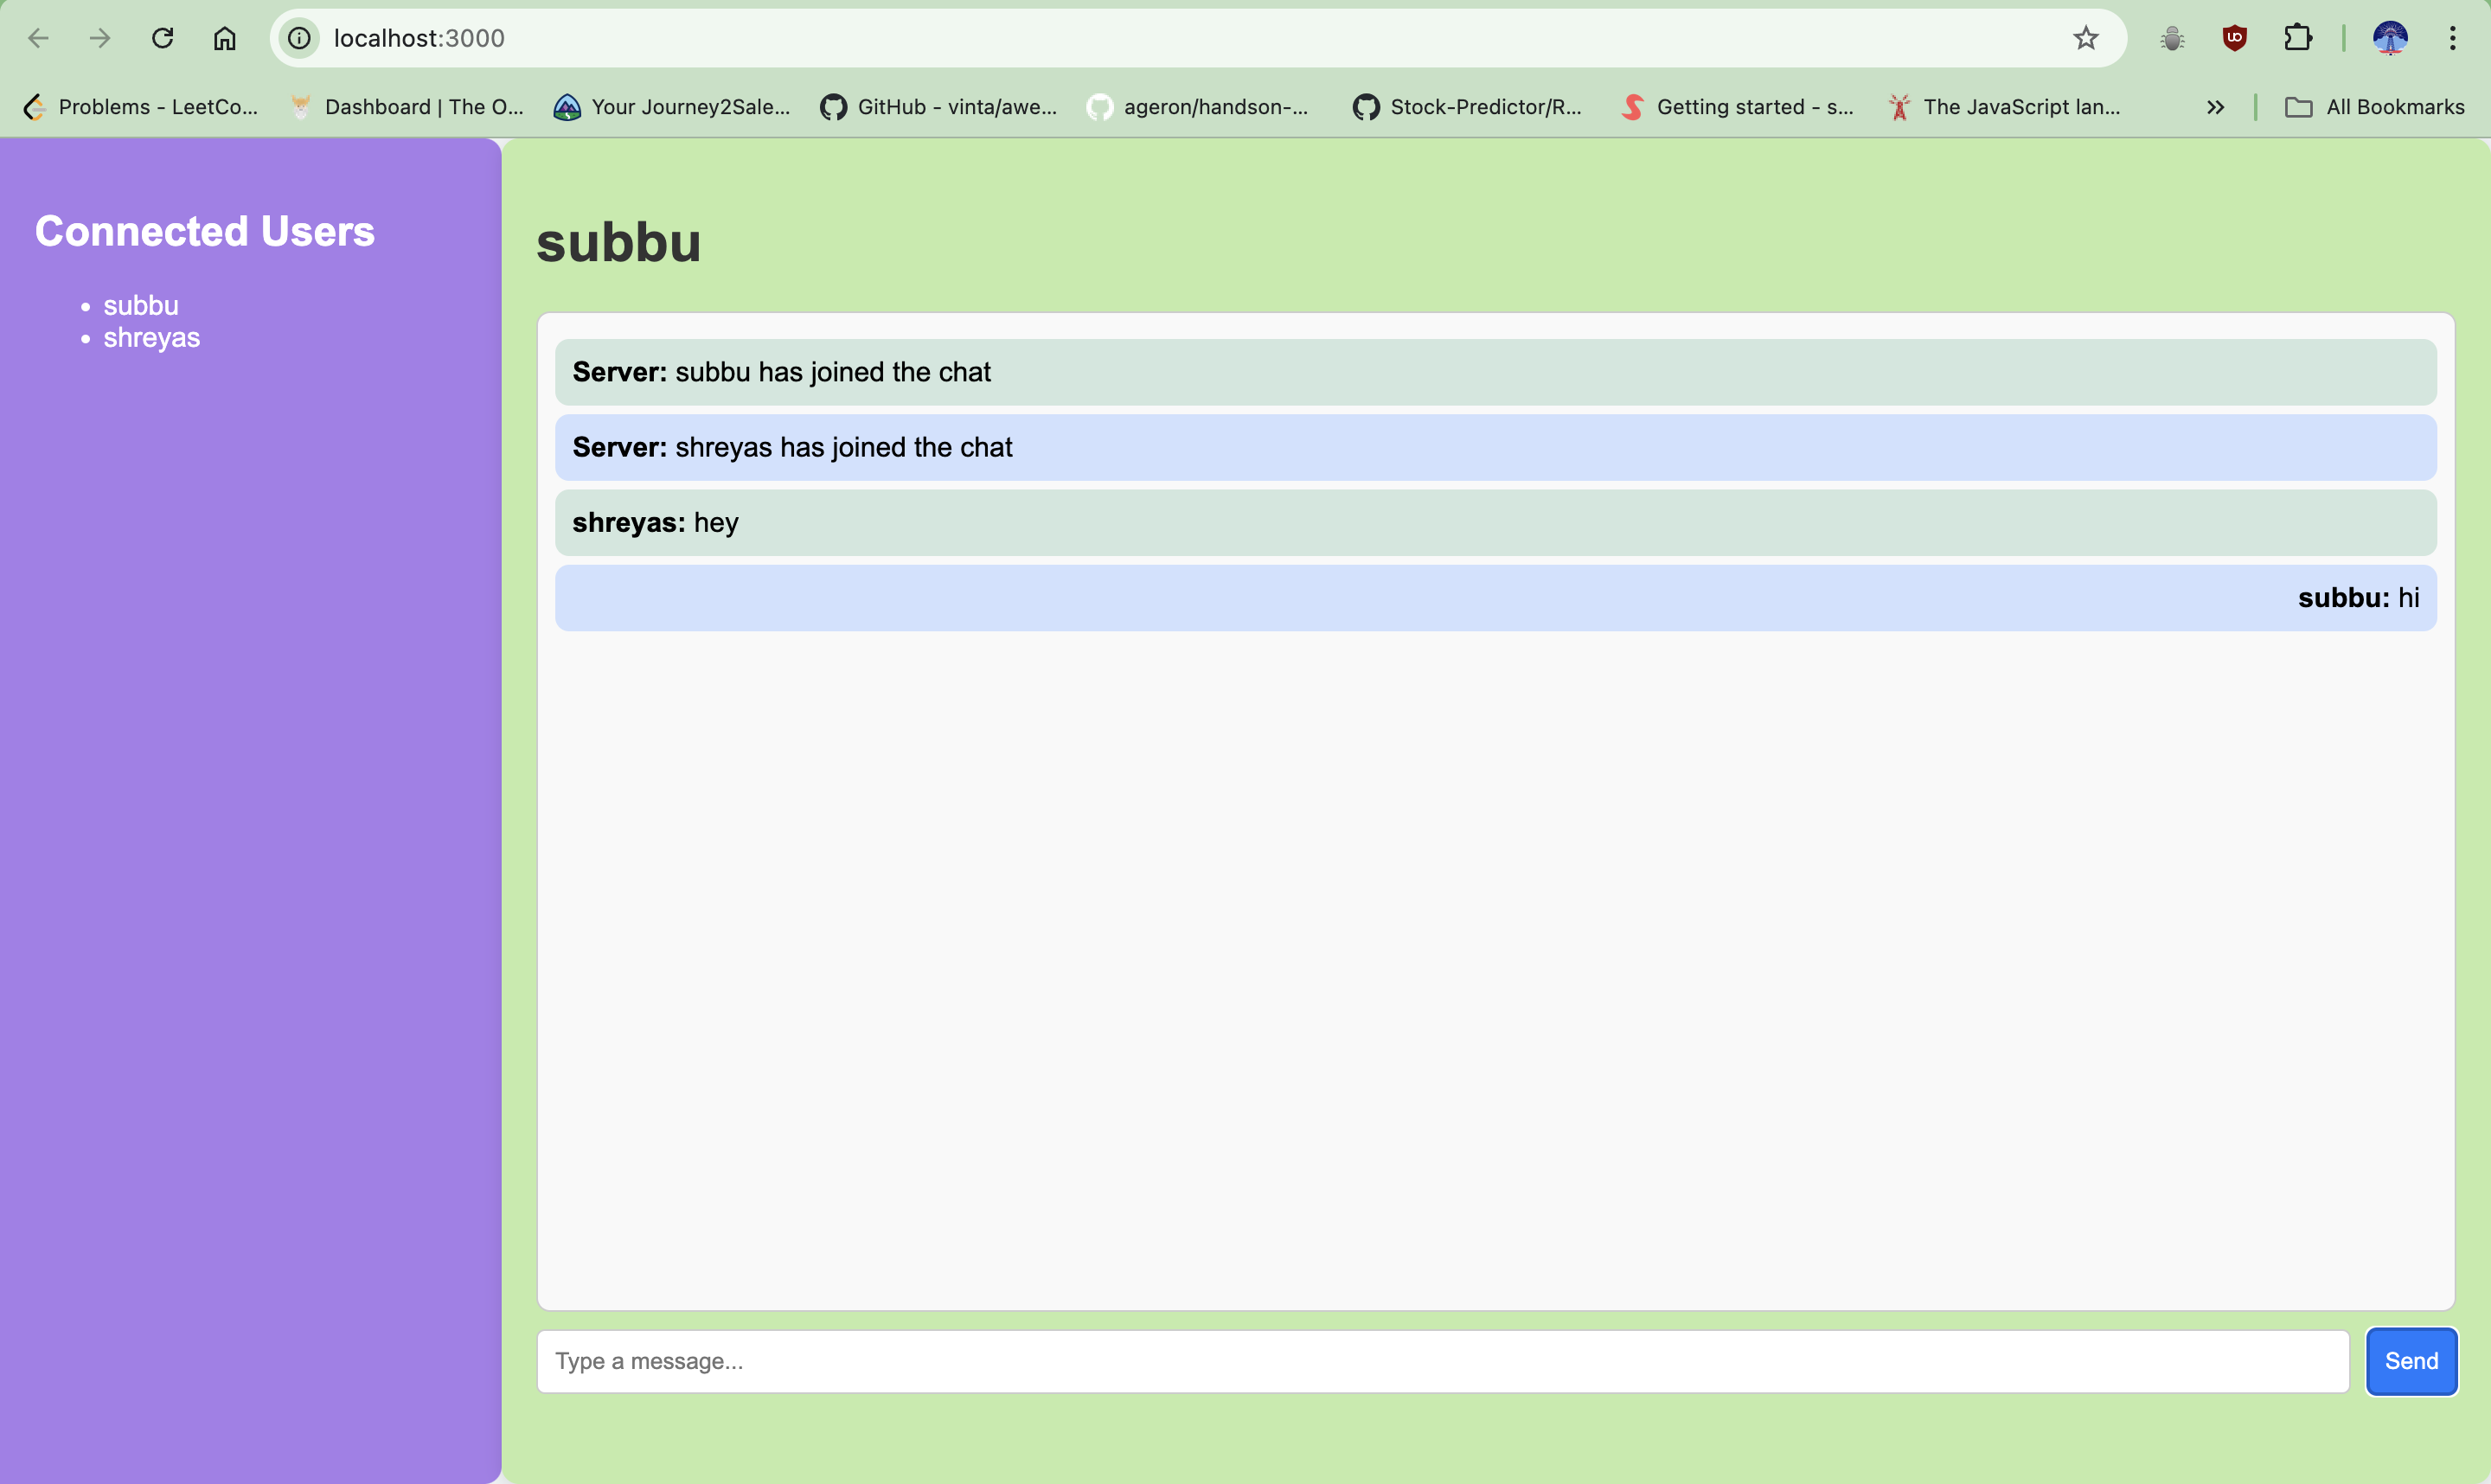 localhost:3000
Problems - LeetCo... Dashboard | The O... Your Journey2Sale... GitHub - vinta/awe... ageron/handson-... Stock-Predictor/R... Getting started - s... The JavaScript lan... » All Bookmarks
Connected Users
subbu
shreyas
subbu
Server: subbu has joined the chat
Server: shreyas has joined the chat
shreyas: hey
subbu: hi
Type a message...
Send